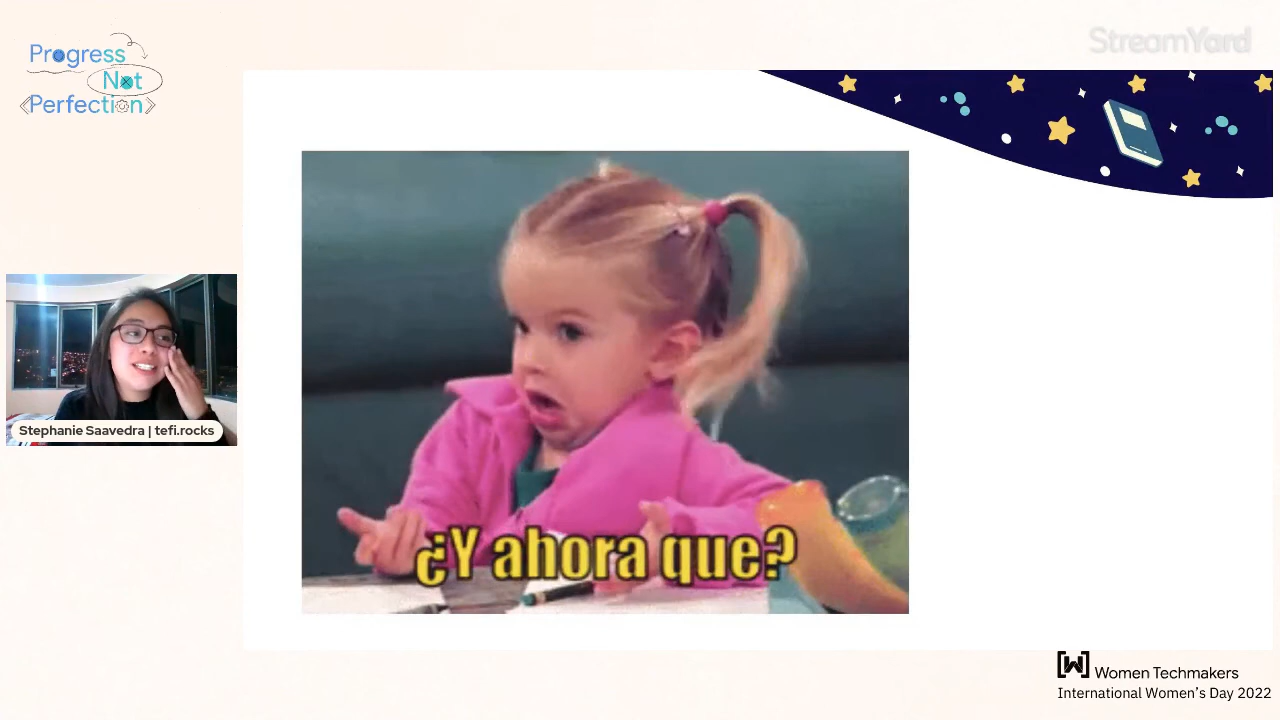 Progress
Not
Perfection
StreamYard
Stephanie Saavedra | tefi.rocks
¿Y ahora que?
Women Techmakers
International Women's Day 2022